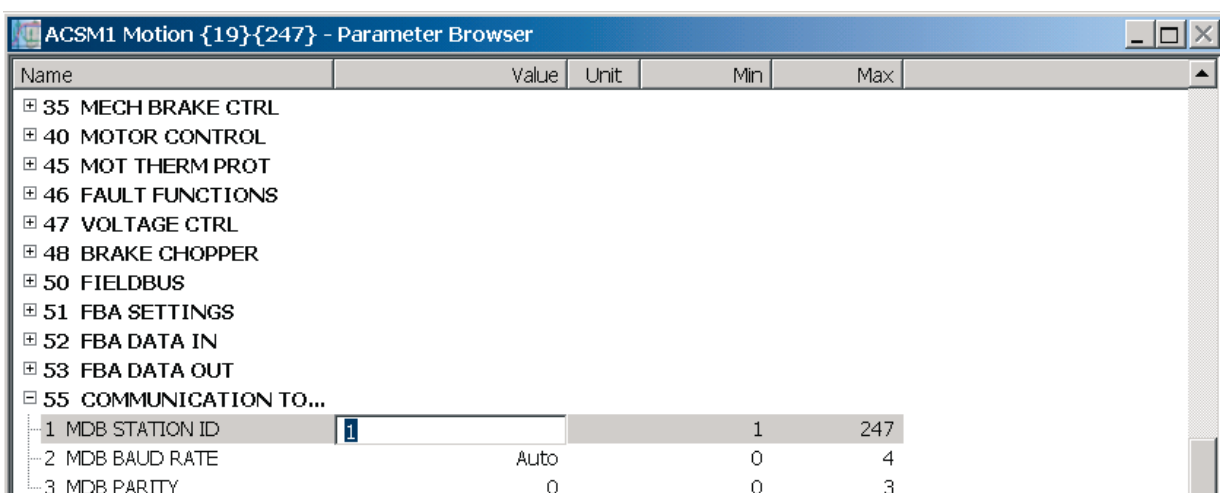 ACSM1 Motion {19}{247} - Parameter Browser
Name Value Unit Min Max
35 MECH BRAKE CTRL
40 MOTOR CONTROL
45 MOT THERM PROT
46 FAULT FUNCTIONS
47 VOLTAGE CTRL
48 BRAKE CHOPPER
50 FIELDBUS
51 FBA SETTINGS
52 FBA DATA IN
53 FBA DATA OUT
55 COMMUNICATION TO...
1 MDB STATION ID 1 1 247
2 MDB BAUD RATE Auto 0 4
3 MDB PARITY 0 0 3